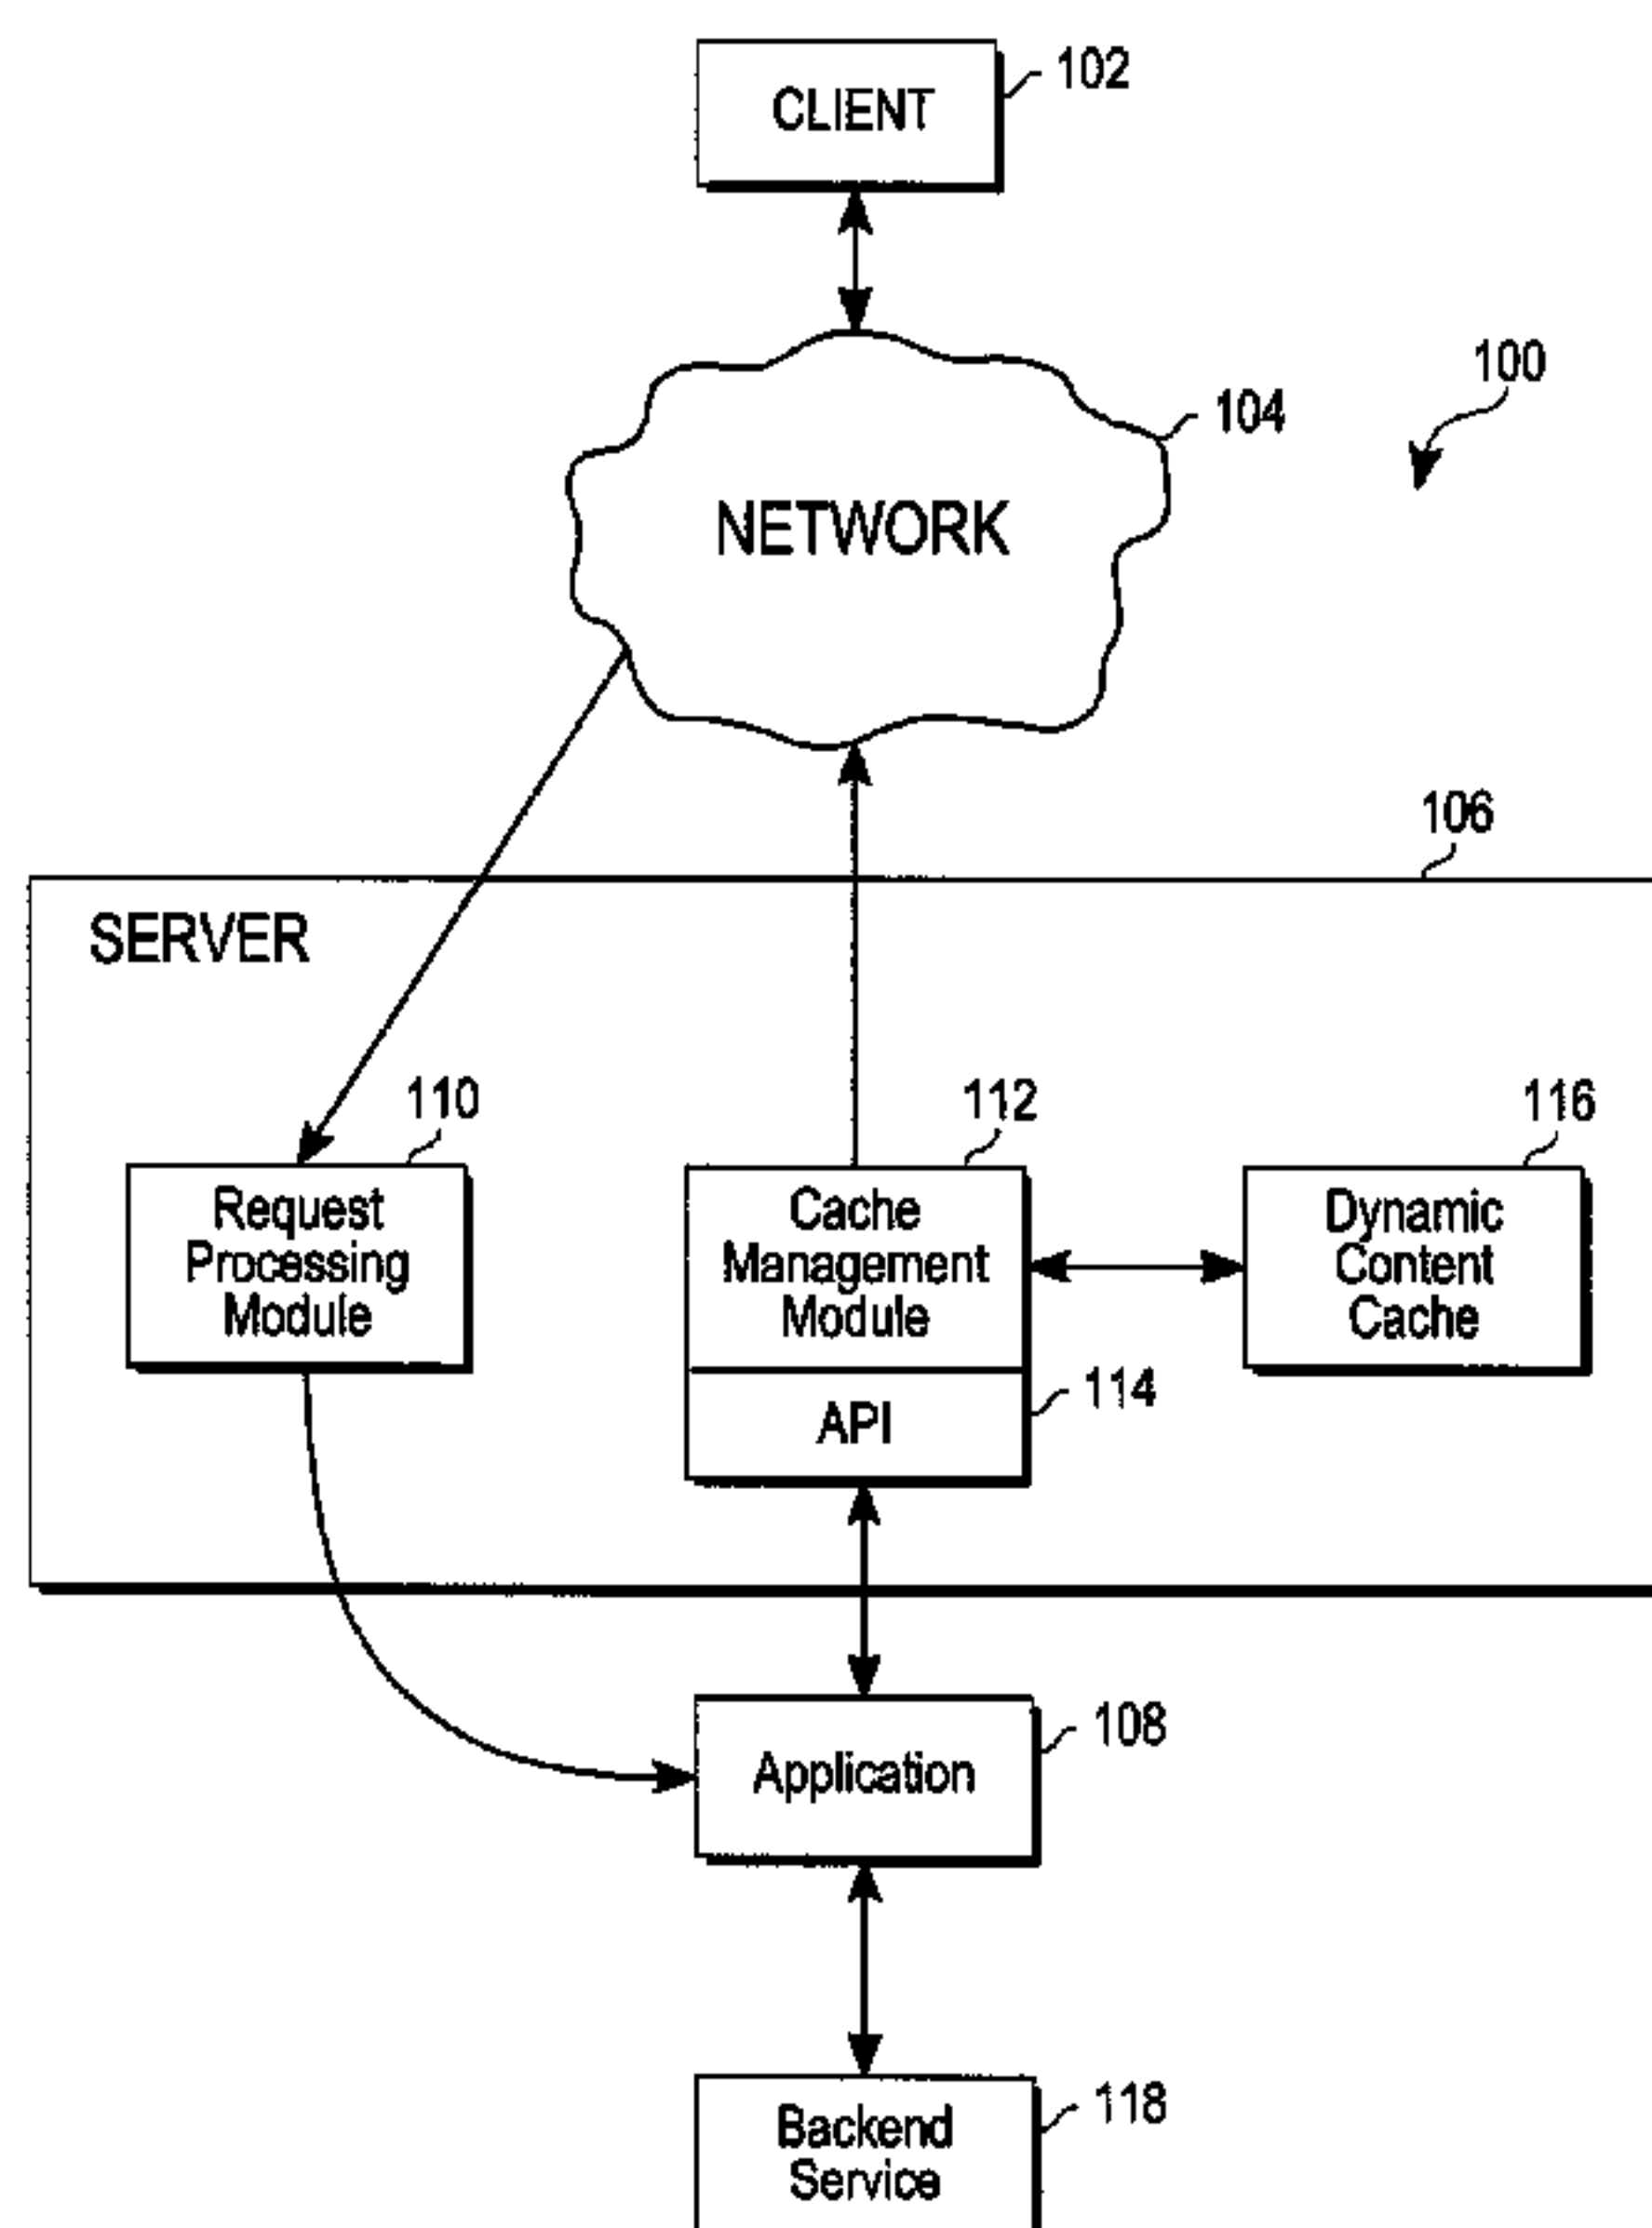 CLIENT
102
100
104
NETWORK
106
SERVER
110
112
116
Request
Processing
Module
Cache
Management
Module
Dynamic
Content
Cache
114
API
108
Application
118
Backend
Service